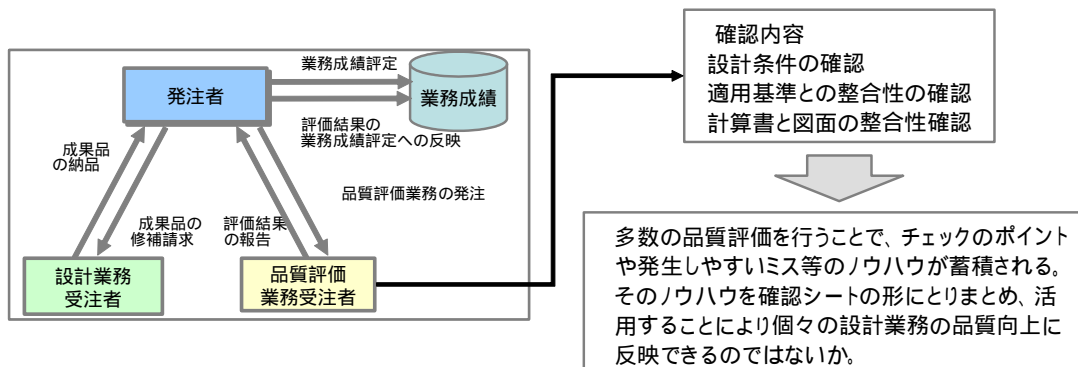 業務成績評定
発注者
業務成績
評価結果の
業務成績評定への反映
成果品
の納品
品質評価業務の発注
成果品の
修補請求
評価結果
の報告
設計業務
受注者
品質評価
業務受注者
確認内容
設計条件の確認
適用基準との整合性の確認
計算書と図面の整合性確認
多数の品質評価を行うことで、チェックのポイント
や発生しやすいミス等のノウハウが蓄積される。
そのノウハウを確認シートの形にとりまとめ、活
用することにより個々の設計業務の品質向上に
反映できるのではないか。